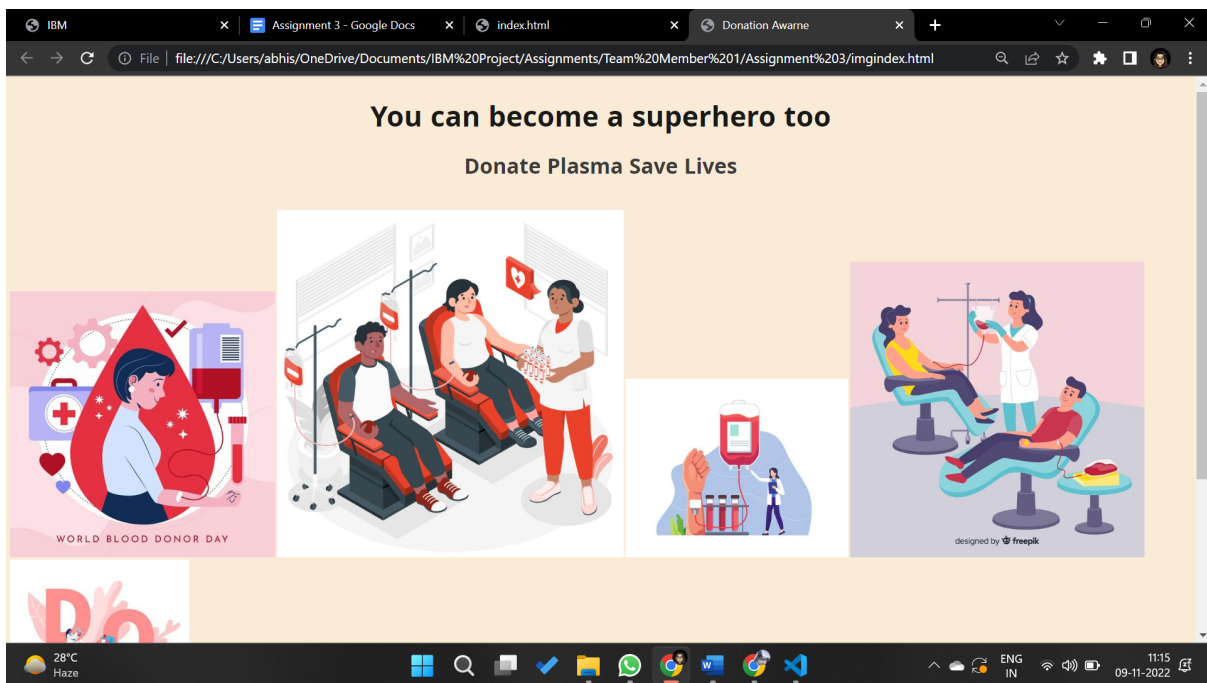 IBM
Assignment 3 - Google Docs
index.html
Donation Awarne
File
file:///C:/Users/abhis/OneDrive/Documents/IBM%20Project/Assignments/Team%20Member%201/Assignment%203/imgindex.html
You can become a superhero too
Donate Plasma Save Lives
WORLD BLOOD DONOR DAY
designed by freepik
DO
28°C
Haze
ENG
IN
11:15
09-11-2022